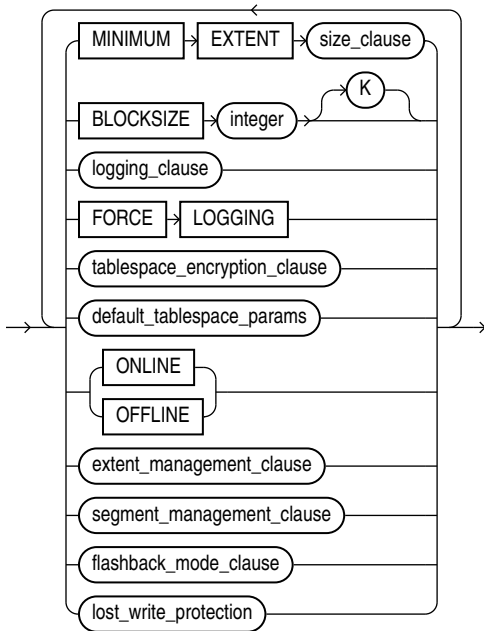 MINIMUM EXTENT size_clause
K
BLOCKSIZE integer
logging_clause
FORCE LOGGING
tablespace_encryption_clause
default_tablespace_params
ONLINE
OFFLINE
extent_management_clause
segment_management_clause
flashback_mode_clause
lost_write_protection